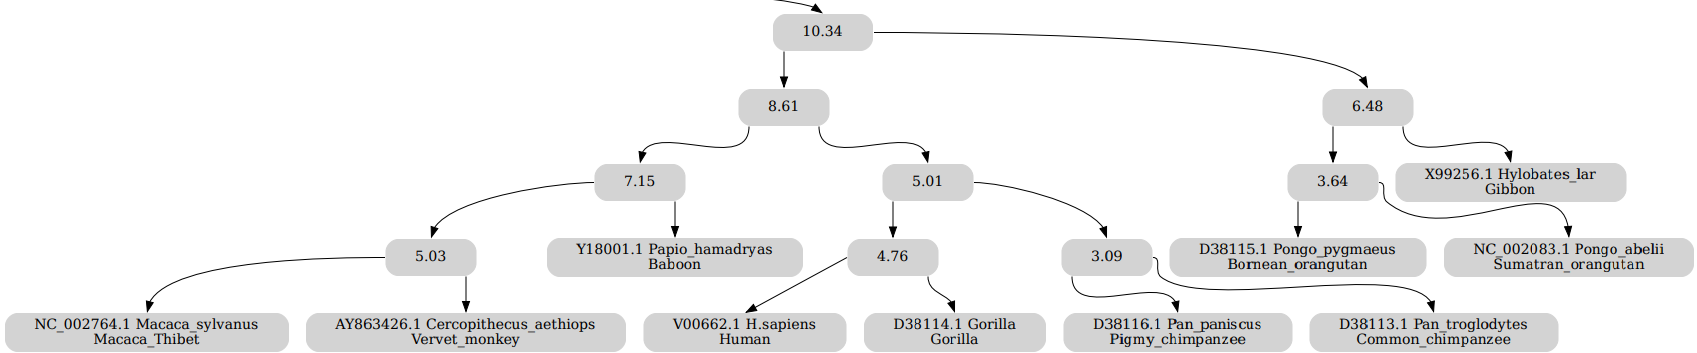 10.34
8.61
6.48
7.15
5.01
3.64
X99256.1 Hylobates_lar
Gibbon
5.03
Y18001.1 Papio_hamadryas
Baboon
4.76
3.09
D38115.1 Pongo_pygmaeus
Bornean_orangutan
NC_002083.1 Pongo_abelii
Sumatran_orangutan
NC_002764.1 Macaca_sylvanus
Macaca_Thibet
AY863426.1 Cercopithecus_aethiops
Vervet_monkey
V00662.1 H.sapiens
Human
D38114.1 Gorilla
Gorilla
D38116.1 Pan_paniscus
Pigmy_chimpanzee
D38113.1 Pan_troglodytes
Common_chimpanzee